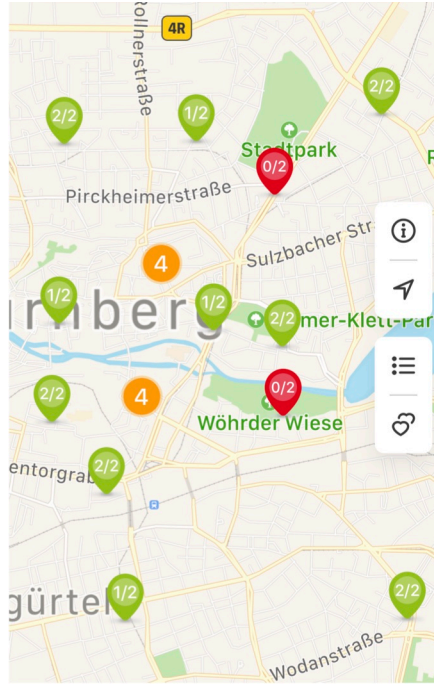 Rollnerstraße
4R
2/2
2/2
1/2
Stadtpark
0/2
Pirckheimerstraße
Sulzbacher Str
4
1/2
1/2
2/2
mer-Klett-Par
rnberg
0/2
4
2/2
Wöhrder Wiese
entorgrab
2/2
gürtel
1/2
2/2
Wodanstraße